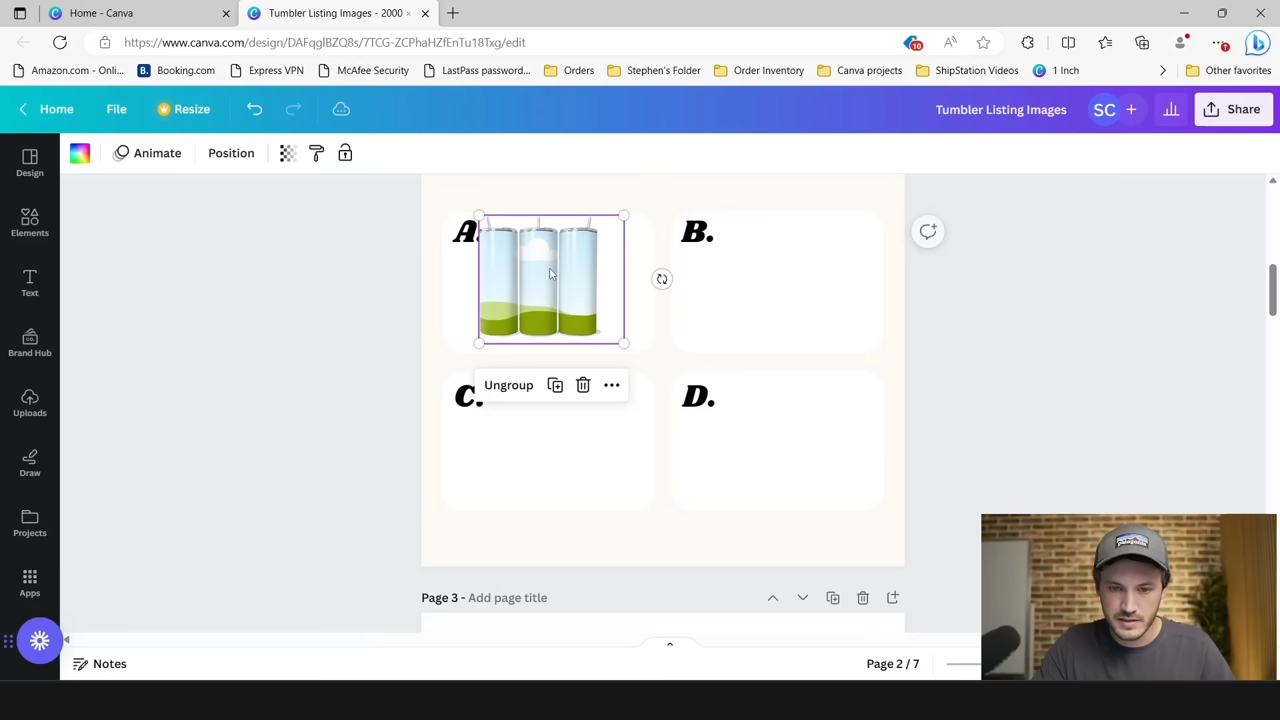 Home - Canva
Tumbler Listing Images - 2000 ×
https://www.canva.com/design/DAFqglBZQ8s/7TCG-ZCPhaHZfEnTu18Txg/edit
10
Amazon.com - Onli...
B. Booking.com
Express VPN
McAfee Security
LastPass password...
Orders
Stephen's Folder
Order Inventory
Canva projects
ShipStation Videos
1 Inch
Other favorites
Home
File
Resize
Tumbler Listing Images
SC
Share
Animate
Position
Design
Elements
Text
Brand Hub
Uploads
Draw
Projects
Apps
A.
B.
Ungroup
C.
D.
Page 3 - Add page title
Notes
Page 2 / 7